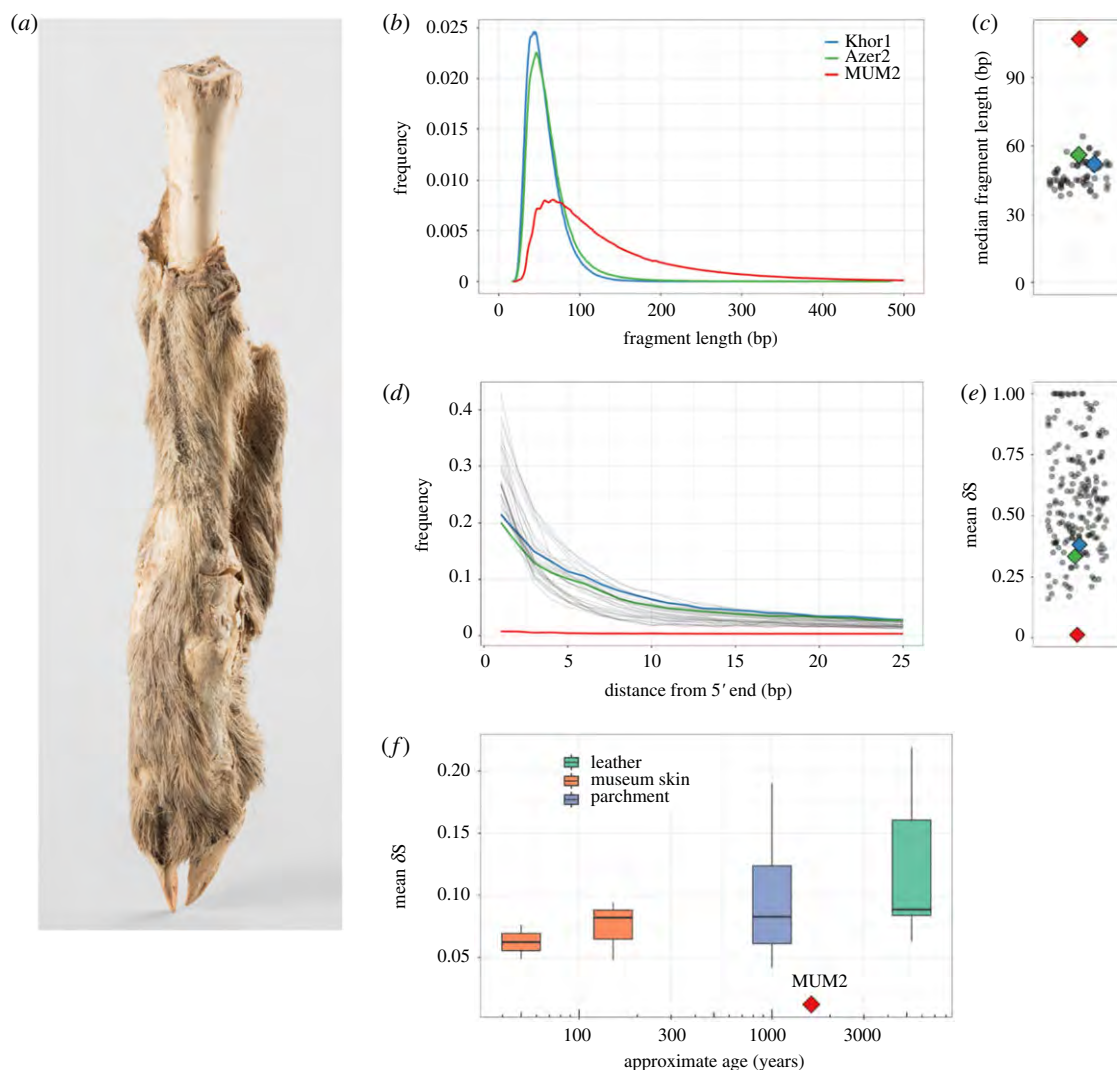 (a)
(b)
0.025
0.020
0.015
0.010
0.005
0
frequency
Khor1
Azer2
MUM2
0 100 200 300 400 500
fragment length (bp)
(c)
90
60
30
0
median fragment length (bp)
(d)
0.4
0.3
0.2
0.1
0
frequency
0 5 10 15 20 25
distance from 5′ end (bp)
(e)
1.00
0.75
0.50
0.25
0
mean δS
(f)
0.20
0.15
0.10
0.05
mean δS
leather
museum skin
parchment
MUM2
100 300 1000 3000
approximate age (years)